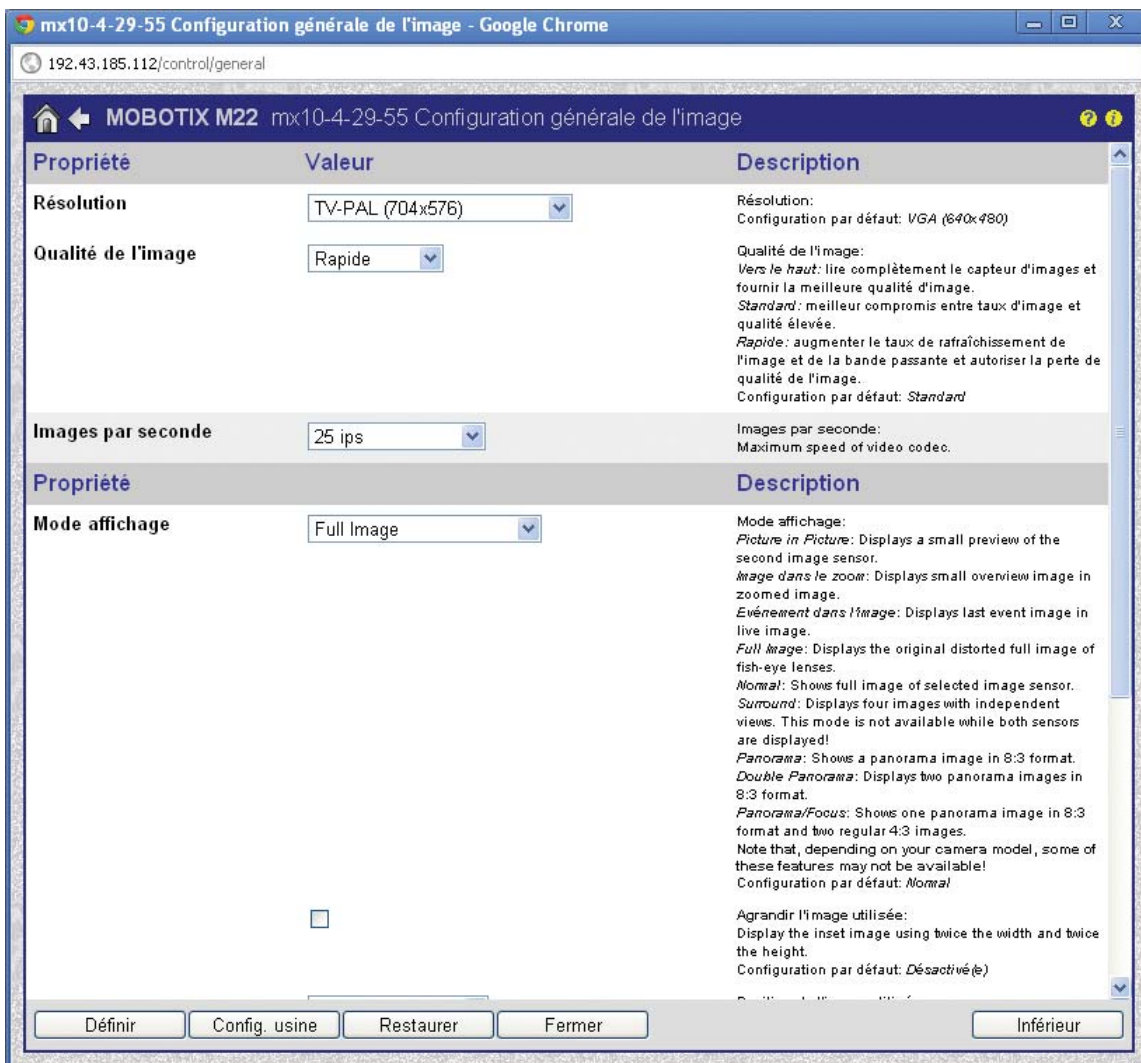 mx10-4-29-55 Configuration générale de l'image - Google Chrome
192.43.185.112/control/general
MOBOTIX M22 mx10-4-29-55 Configuration générale de l'image
Propriété Valeur Description
Résolution
TV-PAL (704x576)
Résolution:
Configuration par défaut: VGA (640x480)
Qualité de l'image
Rapide
Qualité de l'image:
Vers le haut: lire complètement le capteur d'images et
fournir la meilleure qualité d'image.
Standard: meilleur compromis entre taux d'image et
qualité élevée.
Rapide: augmenter le taux de rafraîchissement de
l'image et de la bande passante et autoriser la perte de
qualité de l'image.
Configuration par défaut: Standard
Images par seconde
25 ips
Images par seconde:
Maximum speed of video codec.
Propriété Description
Mode affichage
Full Image
Mode affichage:
Picture in Picture: Displays a small preview of the
second image sensor.
Image dans le zoom: Displays small overview image in
zoomed image.
Evénement dans l'image: Displays last event image in
live image.
Full Image: Displays the original distorted full image of
fish-eye lenses.
Normal: Shows full image of selected image sensor.
Surround: Displays four images with independent
views. This mode is not available while both sensors
are displayed!
Panorama: Shows a panorama image in 8:3 format.
Double Panorama: Displays two panorama images in
8:3 format.
Panorama/Focus: Shows one panorama image in 8:3
format and two regular 4:3 images.
Note that, depending on your camera model, some of
these features may not be available!
Configuration par défaut: Normal
Agrandir l'image utilisée:
Display the inset image using twice the width and twice
the height.
Configuration par défaut: Désactivé(e)
Définir Config. usine Restaurer Fermer Inférieur